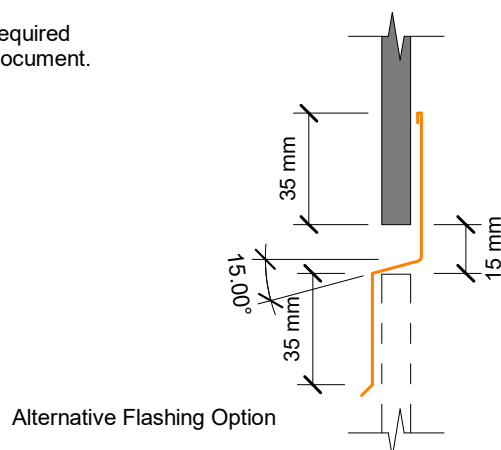 equired
ocument.
35 mm
15 mm
15.00°
35 mm
Alternative Flashing Option